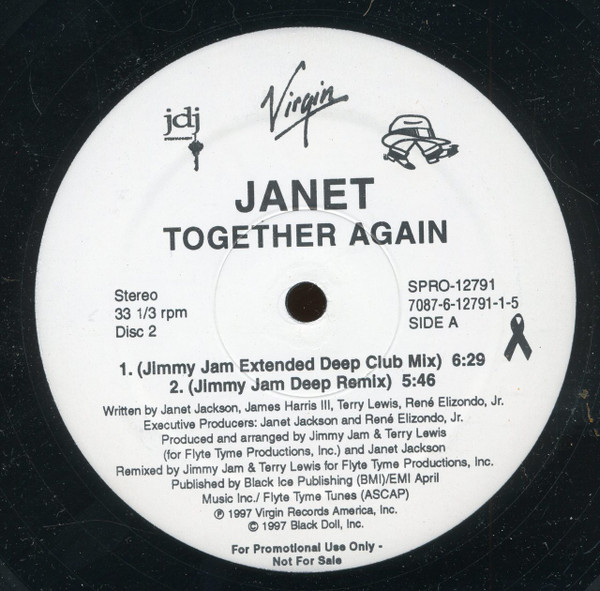 Virgin
jdj
JANET
TOGETHER AGAIN
Stereo
33 1/3 rpm
Disc 2
SPRO-12791
7087-6-12791-1-5
SIDE A
1. (Jimmy Jam Extended Deep Club Mix) 6:29
2. (Jimmy Jam Deep Remix) 5:46
Written by Janet Jackson, James Harris III, Terry Lewis, René Elizondo, Jr.
Executive Producers: Janet Jackson and René Elizondo, Jr.
Produced and arranged by Jimmy Jam & Terry Lewis
(for Flyte Tyme Productions, Inc.) and Janet Jackson
Remixed by Jimmy Jam & Terry Lewis for Flyte Tyme Productions, Inc.
Published by Black Ice Publishing (BMI)/EMI April
Music Inc./ Flyte Tyme Tunes (ASCAP)
℗ 1997 Virgin Records America, Inc.
© 1997 Black Doll, Inc.
For Promotional Use Only -
Not For Sale